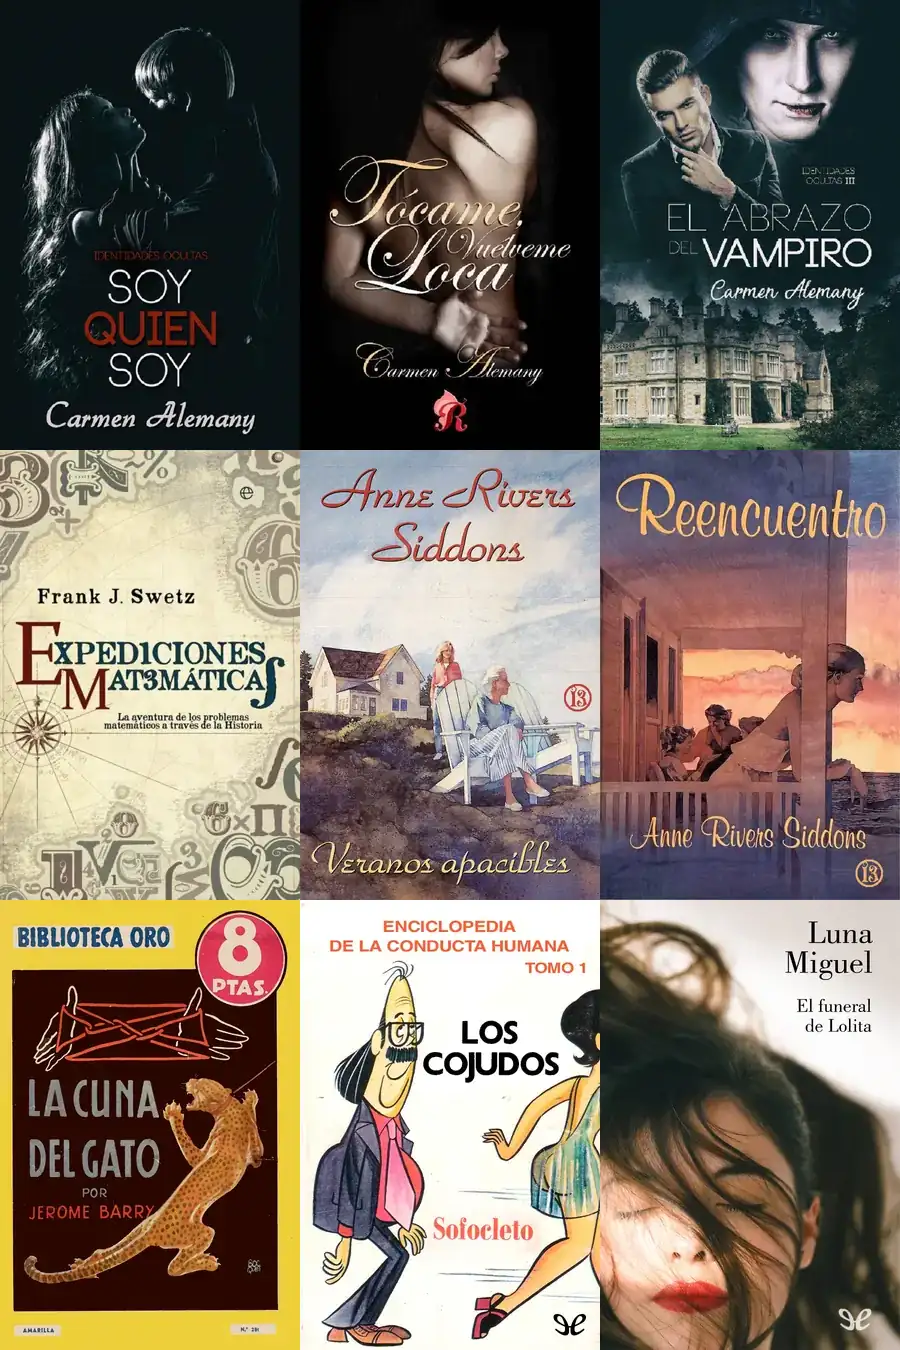 IDENTIDADES OCULTAS
SOY
QUIEN
SOY
Carmen Alemany
Tócame,
Vuélveme
Loca
Carmen Alemany
R
IDENTIDADES
OCULTAS III
EL ABRAZO
DEL VAMPIRO
Carmen Alemany
Frank J. Swetz
EXPED1CIONES
MAT3MÁTICAS
La aventura de los problemas
matemáticos a través de la Historia
Anne Rivers
Siddons
13
Veranos apacibles
Reencuentro
Anne Rivers Siddons
13
BIBLIOTECA ORO
8
PTAS.
LA CUNA
DEL GATO
POR
JEROME BARRY
AMARILLA
ENCICLOPEDIA
DE LA CONDUCTA HUMANA
TOMO 1
LOS
COJUDOS
Sofocleto
Luna
Miguel
El funeral
de Lolita